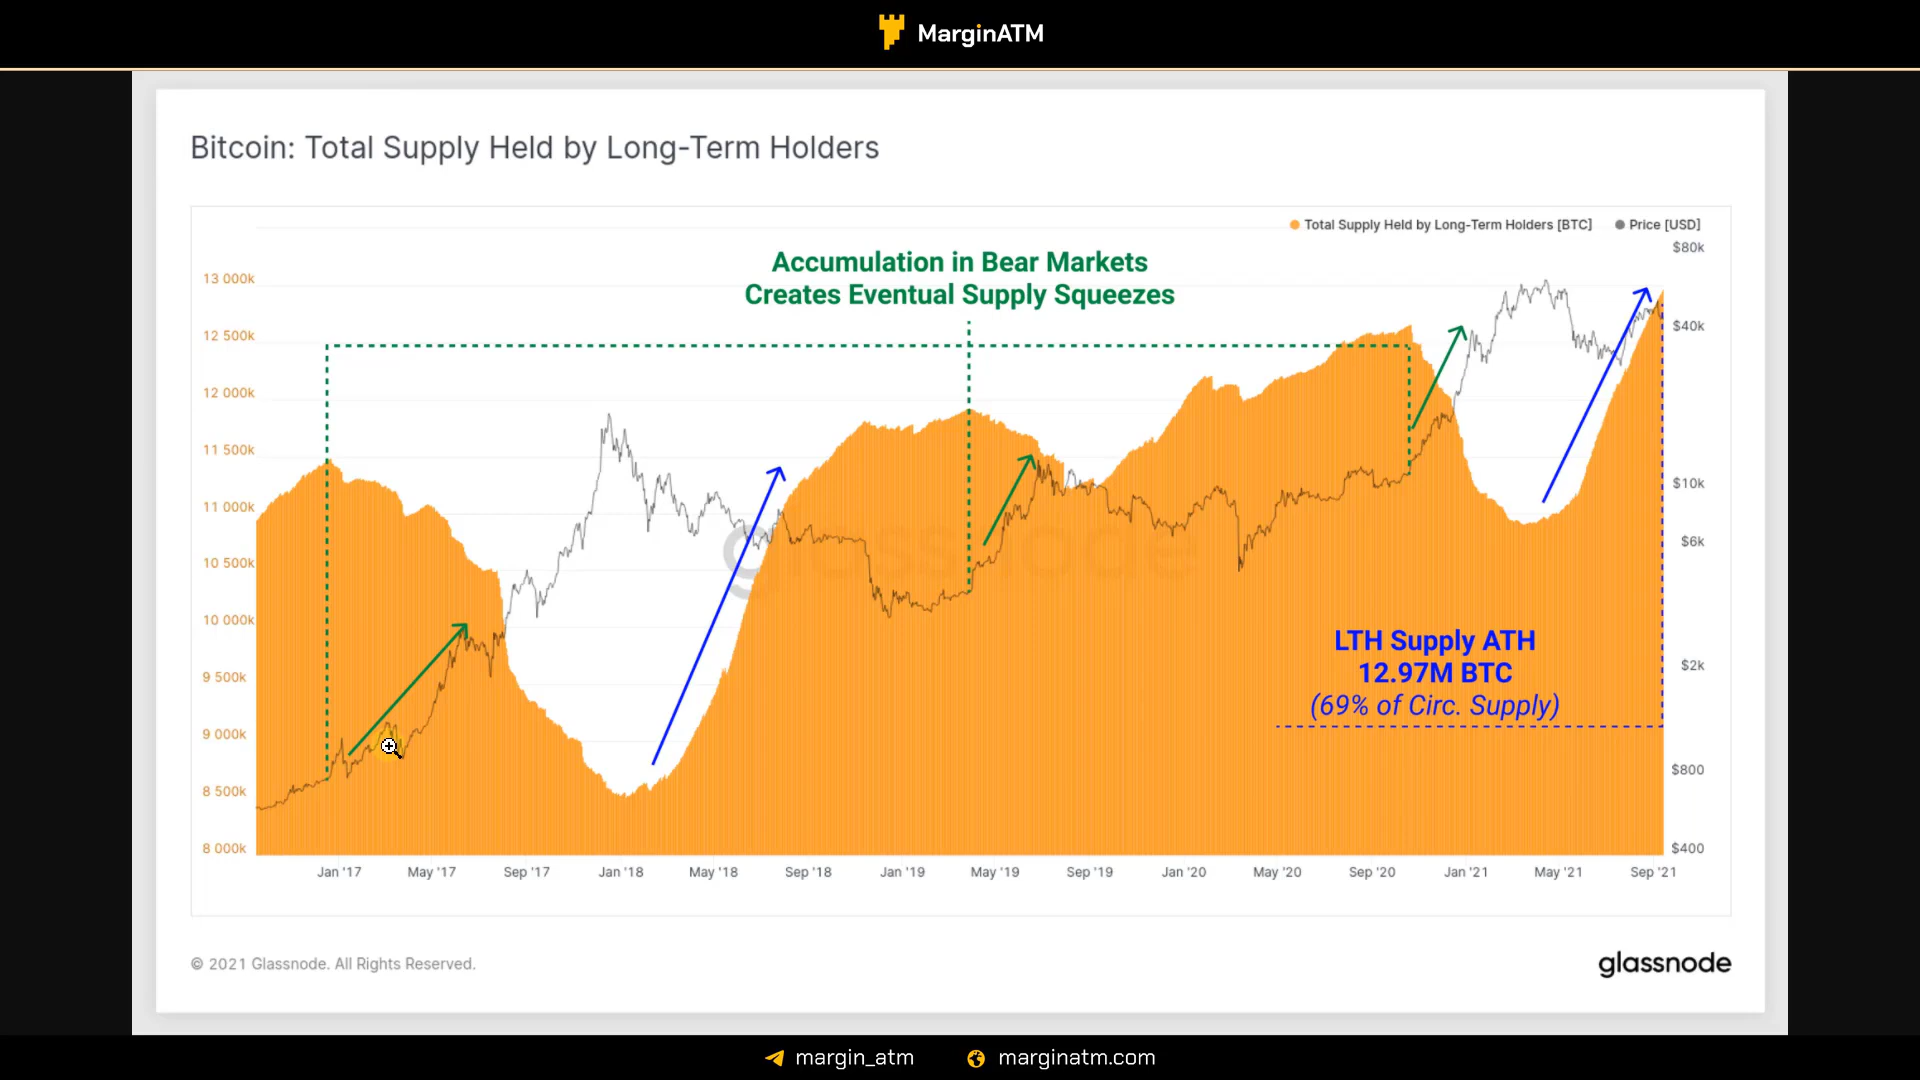 MarginATM
Bitcoin: Total Supply Held by Long-Term Holders
Total Supply Held by Long-Term Holders [BTC] Price [USD]
Accumulation in Bear Markets
Creates Eventual Supply Squeezes
13 000k
12 500k
12 000k
11 500k
11 000k
10 500k
10 000k
9 500k
9 000k
8 500k
8 000k
$80k
$40k
$10k
$6k
$2k
$800
$400
glassnode
LTH Supply ATH
12.97M BTC
(69% of Circ. Supply)
Jan '17 May '17 Sep '17 Jan '18 May '18 Sep '18 Jan '19 May '19 Sep '19 Jan '20 May '20 Sep '20 Jan '21 May '21 Sep '21
© 2021 Glassnode. All Rights Reserved.
glassnode
margin_atm marginatm.com